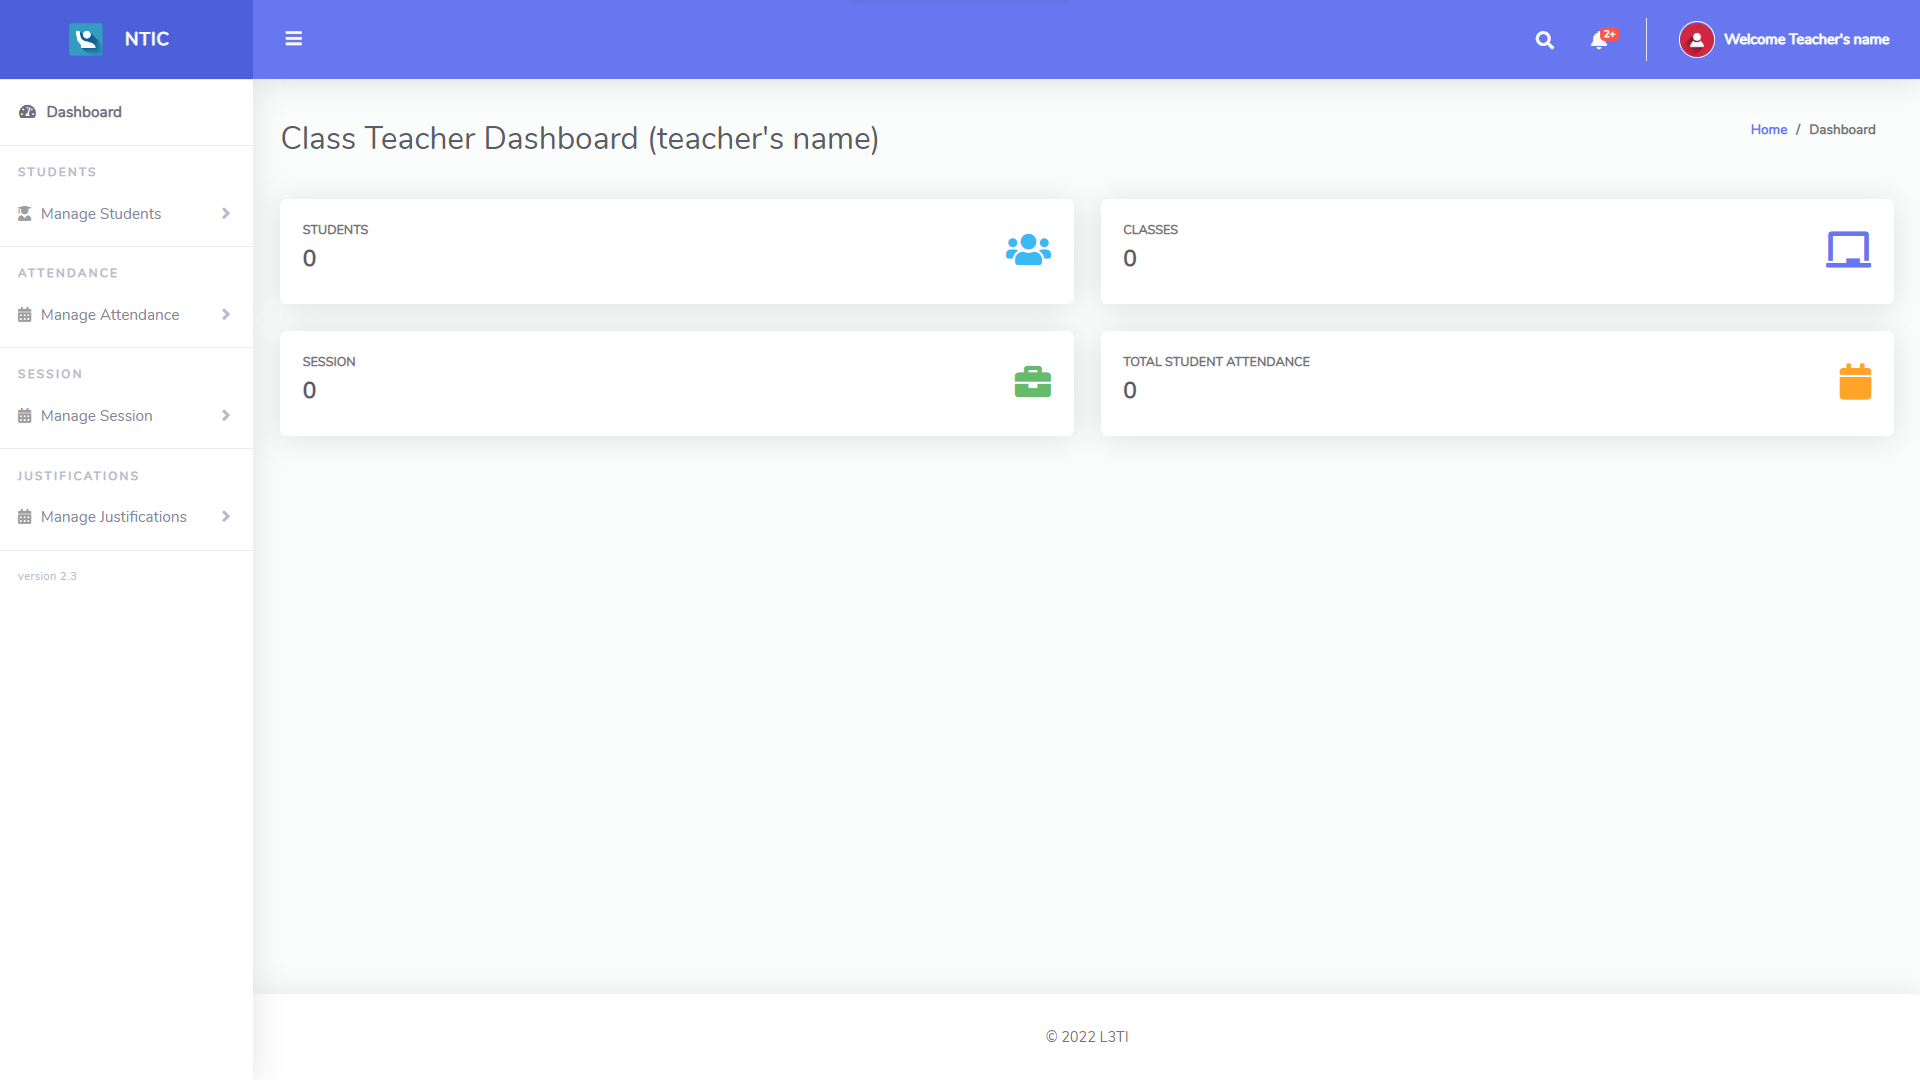 NTIC
2+
Welcome Teacher's name
Dashboard
STUDENTS
Manage Students
ATTENDANCE
Manage Attendance
SESSION
Manage Session
JUSTIFICATIONS
Manage Justifications
version 2.3
Class Teacher Dashboard (teacher's name)
Home / Dashboard
STUDENTS
0
CLASSES
0
SESSION
0
TOTAL STUDENT ATTENDANCE
0
© 2022 L3TI